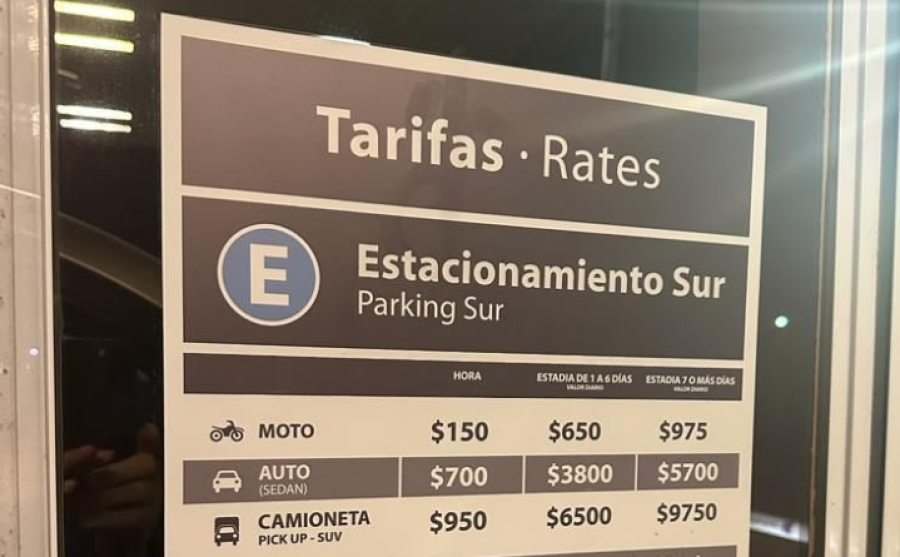 Tarifas · Rates
E
Estacionamiento Sur
Parking Sur
HORA ESTADIA DE 1 A 6 DÍAS ESTADIA 7 O MÁS DÍAS
VALOR DIARIO VALOR DIARIO
MOTO $150 $650 $975
AUTO $700 $3800 $5700
(SEDAN)
CAMIONETA $950 $6500 $9750
PICK UP - SUV